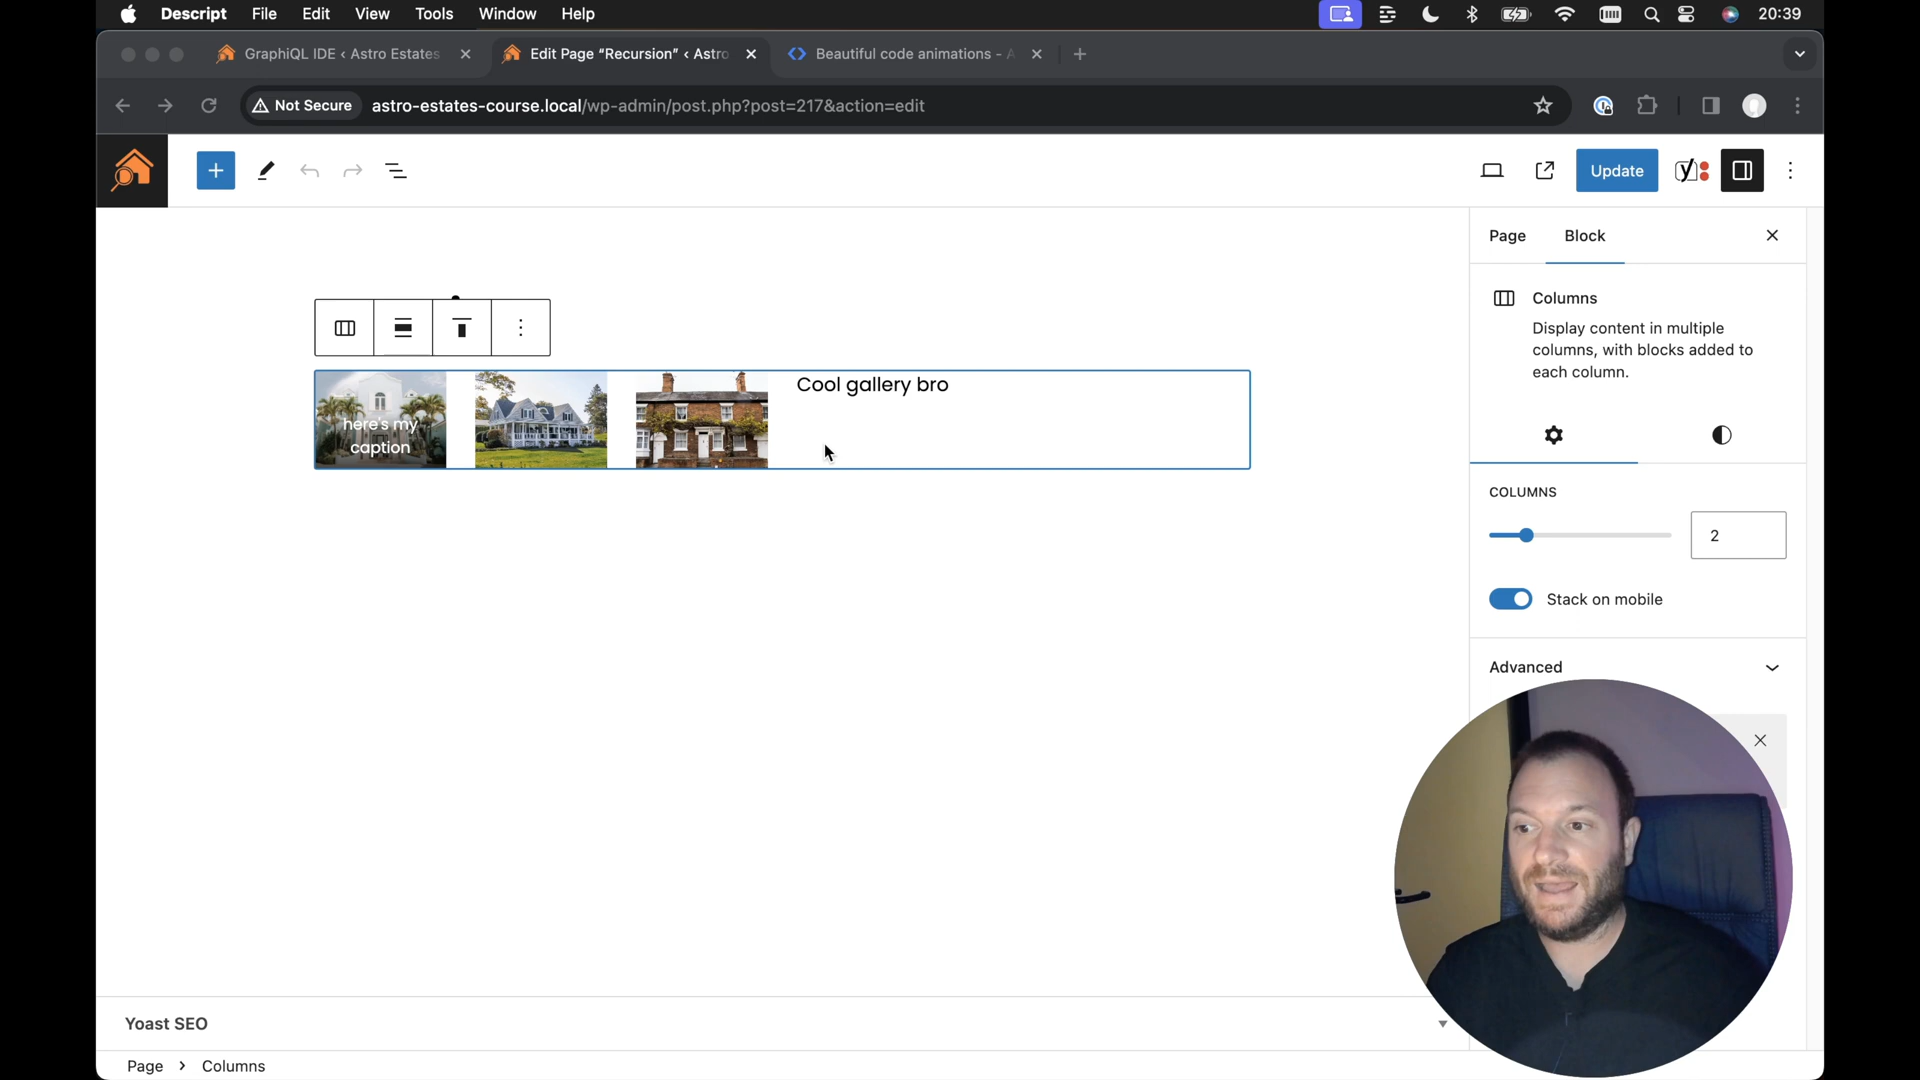 Descript File Edit View Tools Window Help 20:39
GraphiQL IDE ‹ Astro Estates
Edit Page “Recursion” ‹ Astro
Beautiful code animations - A
Not Secure astro-estates-course.local/wp-admin/post.php?post=217&action=edit
Update
Page Block
Columns
Display content in multiple
columns, with blocks added to
each column.
here's my
caption
Cool gallery bro
COLUMNS
2
Stack on mobile
Advanced
Yoast SEO
Page › Columns